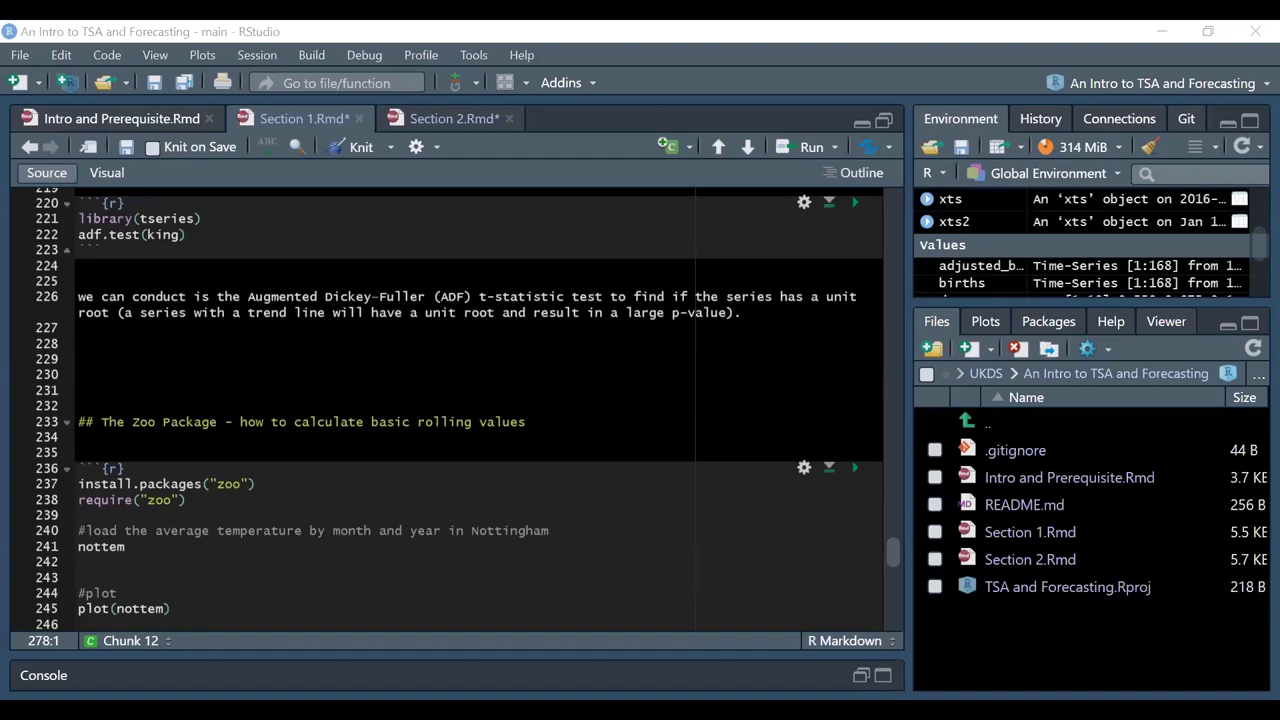 An Intro to TSA and Forecasting - main - RStudio
File Edit Code View Plots Session Build Debug Profile Tools Help
Go to file/function Addins An Intro to TSA and Forecasting
Intro and Prerequisite.Rmd Section 1.Rmd* Section 2.Rmd*
Knit on Save ABC Knit Run
Source Visual Outline
219
220 ```{r}
221 library(tseries)
222 adf.test(king)
223 ```
224
225
226 we can conduct is the Augmented Dickey-Fuller (ADF) t-statistic test to find if the series has a unit
root (a series with a trend line will have a unit root and result in a large p-value).
227
228
229
230
231
232
233 ## The Zoo Package - how to calculate basic rolling values
234
235
236 ```{r}
237 install.packages("zoo")
238 require("zoo")
239
240 #load the average temperature by month and year in Nottingham
241 nottem
242
243
244 #plot
245 plot(nottem)
246
278:1 Chunk 12 R Markdown
Console
Environment History Connections Git
314 MiB
R Global Environment
xts An ‘xts’ object on 2016-…
xts2 An ‘xts’ object on Jan 1…
Values
adjusted_b… Time-Series [1:168] from 1…
births Time-Series [1:168] from 1…
Files Plots Packages Help Viewer
UKDS > An Intro to TSA and Forecasting ...
Name Size
..
.gitignore 44 B
Intro and Prerequisite.Rmd 3.7 KB
README.md 256 B
Section 1.Rmd 5.5 KB
Section 2.Rmd 5.7 KB
TSA and Forecasting.Rproj 218 B